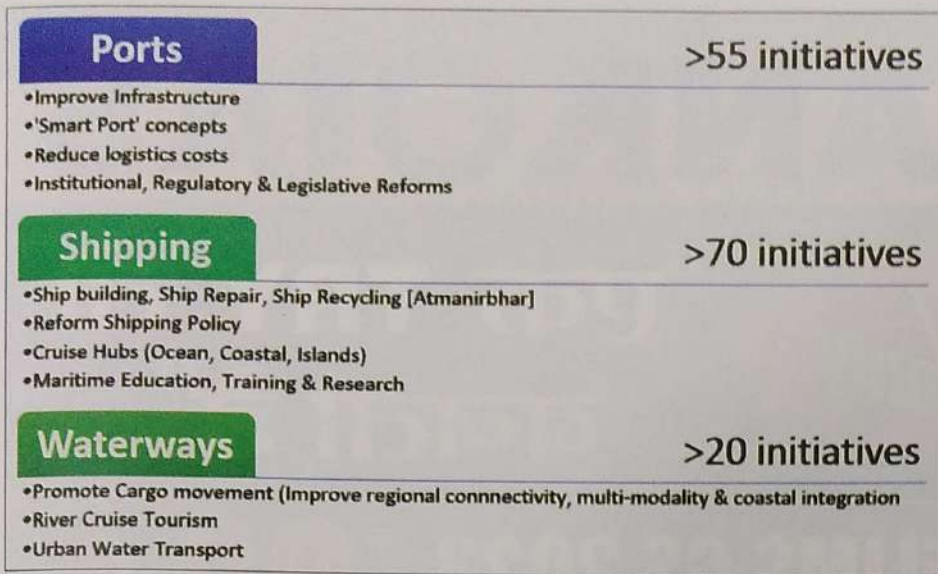 Ports
>55 initiatives
•Improve Infrastructure
•'Smart Port' concepts
•Reduce logistics costs
•Institutional, Regulatory & Legislative Reforms
Shipping
>70 initiatives
•Ship building, Ship Repair, Ship Recycling [Atmanirbhar]
•Reform Shipping Policy
•Cruise Hubs (Ocean, Coastal, Islands)
•Maritime Education, Training & Research
Waterways
>20 initiatives
•Promote Cargo movement (Improve regional connnectivity, multi-modality & coastal integration
•River Cruise Tourism
•Urban Water Transport